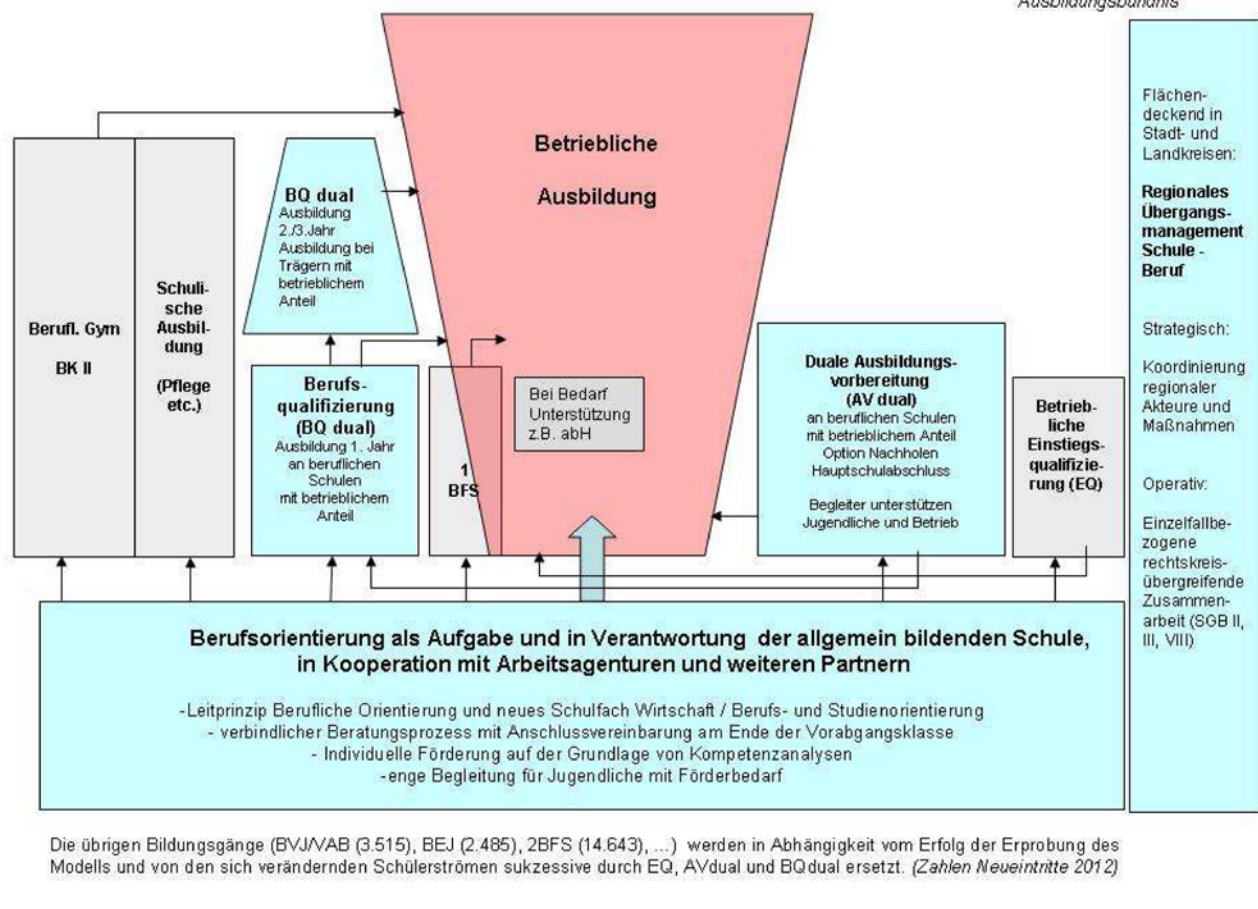 Ausbildungsbündnis
Betriebliche
Ausbildung
BQ dual
Ausbildung
2./3.Jahr
Ausbildung bei
Trägern mit
betrieblichem
Anteil
Berufl. Gym
BK II
Schuli-
sche
Ausbil-
dung
(Pflege
etc.)
Berufs-
qualifizierung
(BQ dual)
Ausbildung 1. Jahr
an beruflichen
Schulen
mit betrieblichem
Anteil
1
BFS
Bei Bedarf
Unterstützung
z.B. abH
Duale Ausbildungs-
vorbereitung
(AV dual)
an beruflichen Schulen
mit betrieblichem Anteil
Option Nachholen
Hauptschulabschluss
Begleiter unterstützen
Jugendliche und Betrieb
Betrieb-
liche
Einstiegs-
qualifizie-
rung (EQ)
Flächen-
deckend in
Stadt- und
Landkreisen:
Regionales
Übergangs-
management
Schule -
Beruf
Strategisch:
Koordinierung
regionaler
Akteure und
Maßnahmen
Operativ:
Einzelfallbe-
zogene
rechtskreis-
übergreifende
Zusammen-
arbeit (SGB II,
III, VIII)
Berufsorientierung als Aufgabe und in Verantwortung der allgemein bildenden Schule,
in Kooperation mit Arbeitsagenturen und weiteren Partnern
-Leitprinzip Berufliche Orientierung und neues Schulfach Wirtschaft / Berufs- und Studienorientierung
- verbindlicher Beratungsprozess mit Anschlussvereinbarung am Ende der Vorabgangsklasse
- Individuelle Förderung auf der Grundlage von Kompetenzanalysen
-enge Begleitung für Jugendliche mit Förderbedarf
Die übrigen Bildungsgänge (BVJ/VAB (3.515), BEJ (2.485), 2BFS (14.643), ...) werden in Abhängigkeit vom Erfolg der Erprobung des
Modells und von den sich verändernden Schülerströmen sukzessive durch EQ, AVdual und BQdual ersetzt. (Zahlen Neueintritte 2012)